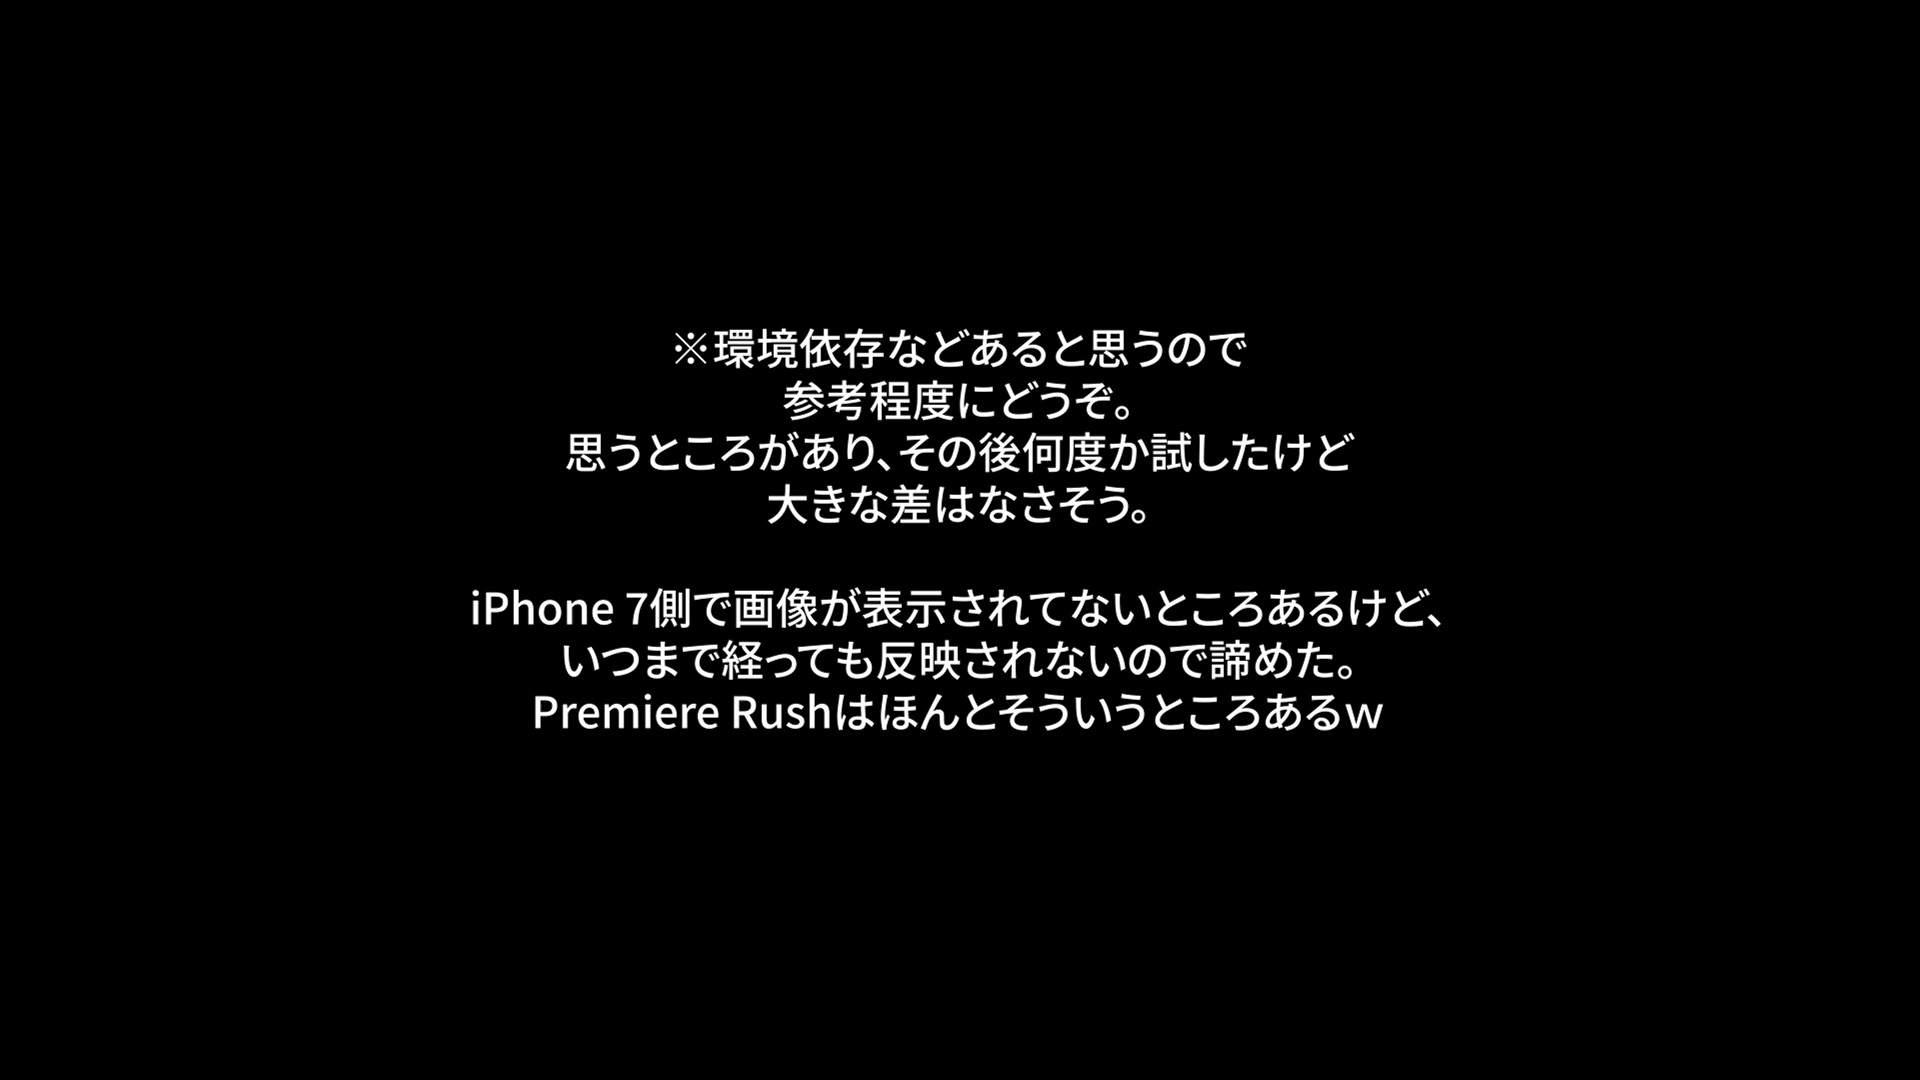 ※環境依存などあると思うので
参考程度にどうぞ。
思うところがあり、その後何度か試したけど
大きな差はなさそう。
iPhone 7側で画像が表示されてないところあるけど、
いつまで経っても反映されないので諦めた。
Premiere Rushはほんとそういうところあるｗ